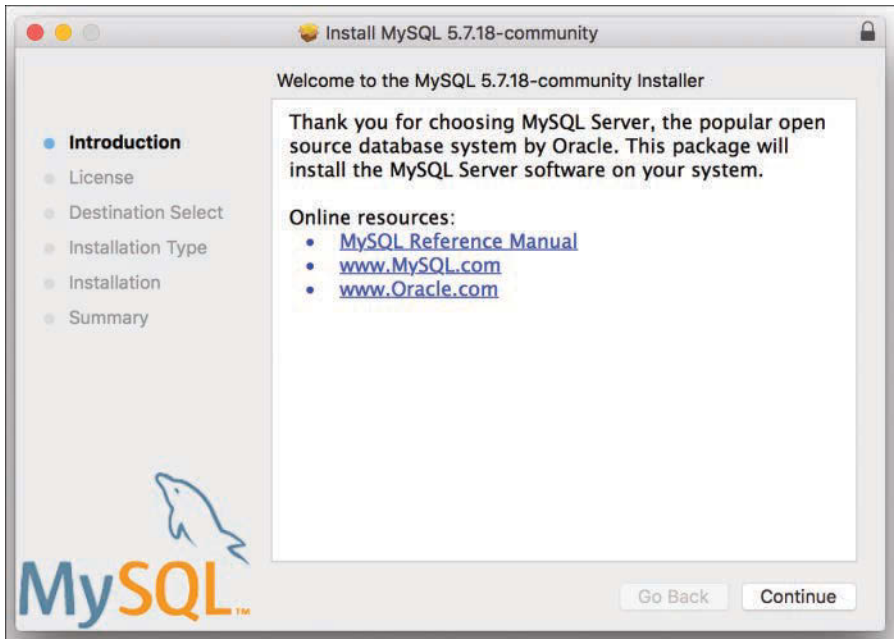 Install MySQL 5.7.18-community
Welcome to the MySQL 5.7.18-community Installer
Introduction
License
Destination Select
Installation Type
Installation
Summary
Thank you for choosing MySQL Server, the popular open
source database system by Oracle. This package will
install the MySQL Server software on your system.
Online resources:
• MySQL Reference Manual
• www.MySQL.com
• www.Oracle.com
MySQL™
Go Back
Continue